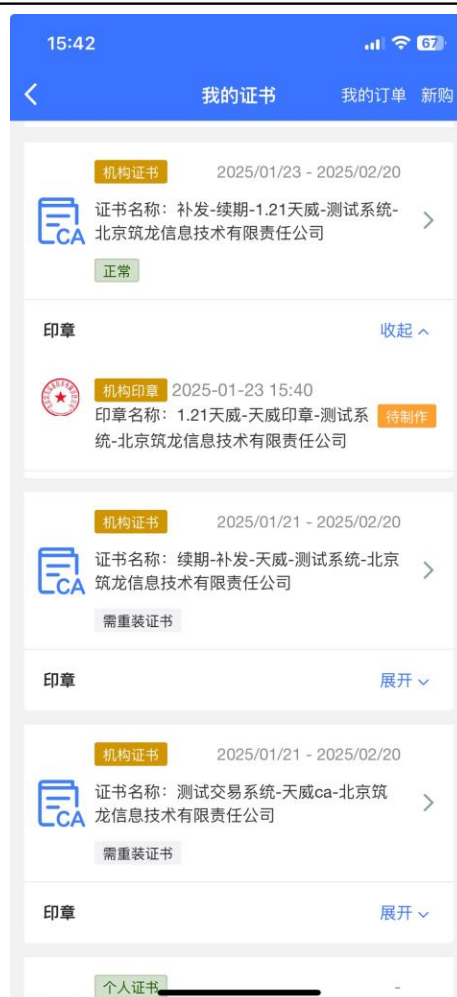 15:42
67
我的证书 我的订单 新购
机构证书 2025/01/23 - 2025/02/20
证书名称：补发-续期-1.21天威-测试系统-
北京筑龙信息技术有限责任公司
CA
正常
印章 收起
机构印章 2025-01-23 15:40
印章名称：1.21天威-天威印章-测试系 待制作
统-北京筑龙信息技术有限责任公司
机构证书 2025/01/21 - 2025/02/20
证书名称：续期-补发-天威-测试系统-北京
筑龙信息技术有限责任公司
CA
需重装证书
印章 展开
机构证书 2025/01/21 - 2025/02/20
证书名称：测试交易系统-天威ca-北京筑
龙信息技术有限责任公司
CA
需重装证书
印章 展开
个人证书 -